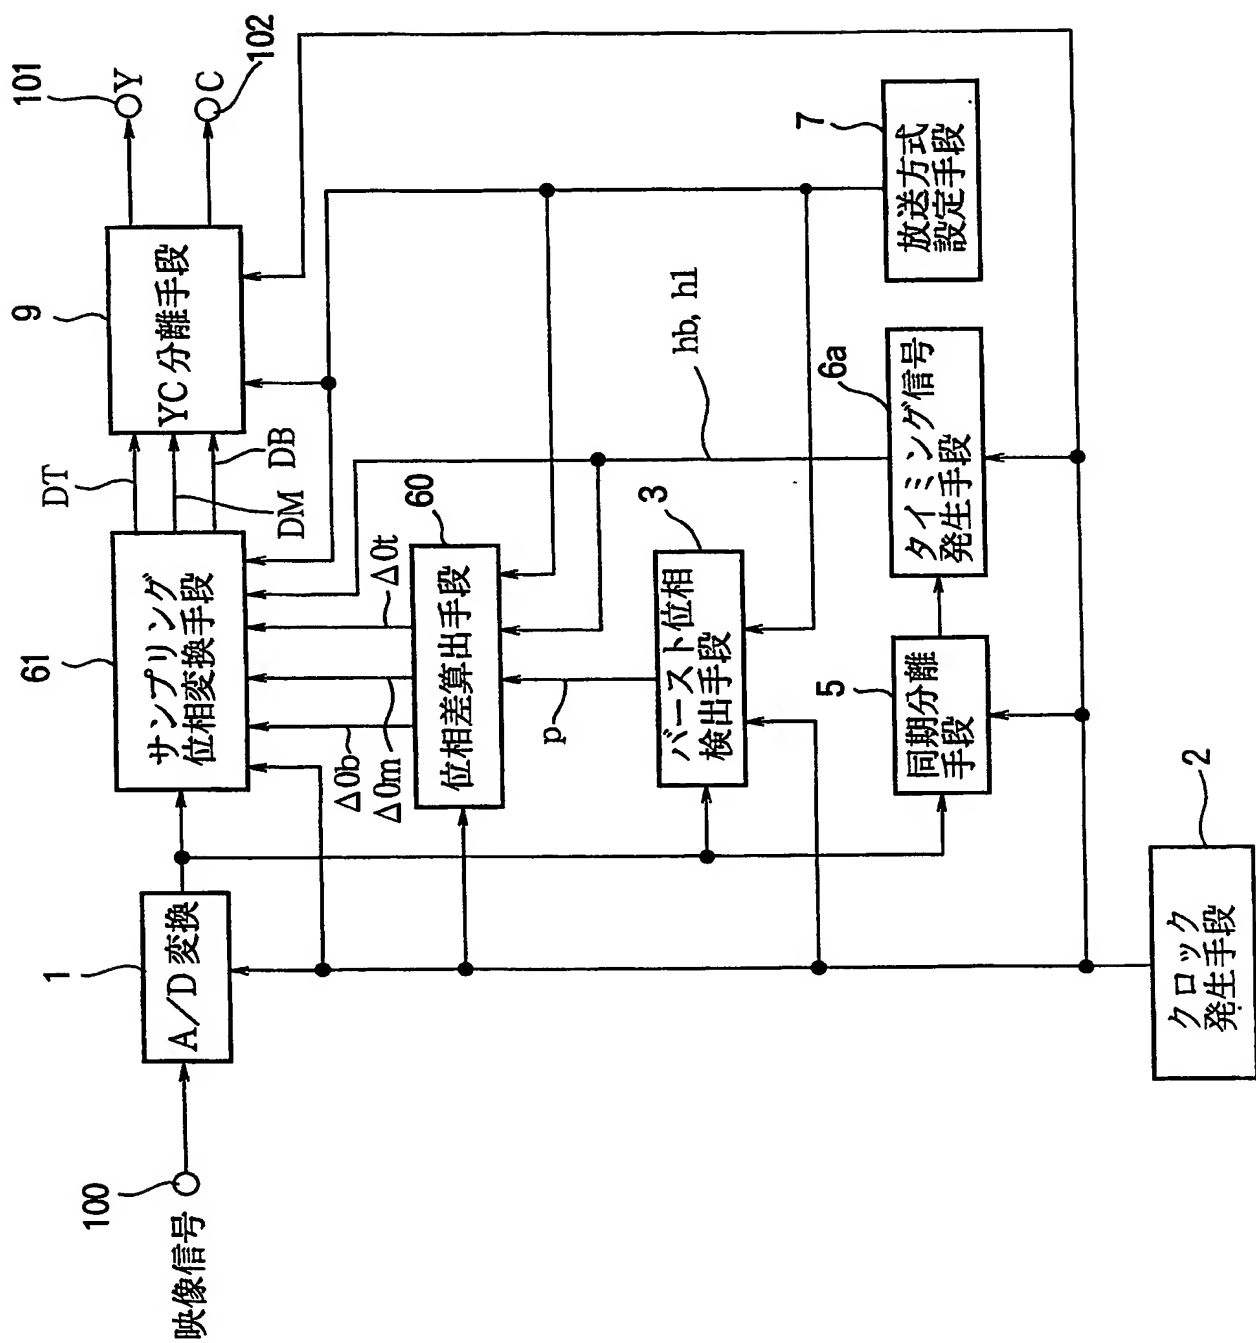 映像信号
100
1
A/D変換
61
サンプリング
位相変換手段
DT
DM
DB
9
YC分離手段
101
Y
C
102
Δ0b
Δ0m
Δ0t
60
位相差算出手段
p
3
バースト位相
検出手段
hb, h1
5
同期分離
手段
6a
タイミング信号
発生手段
7
放送方式
設定手段
2
クロック
発生手段